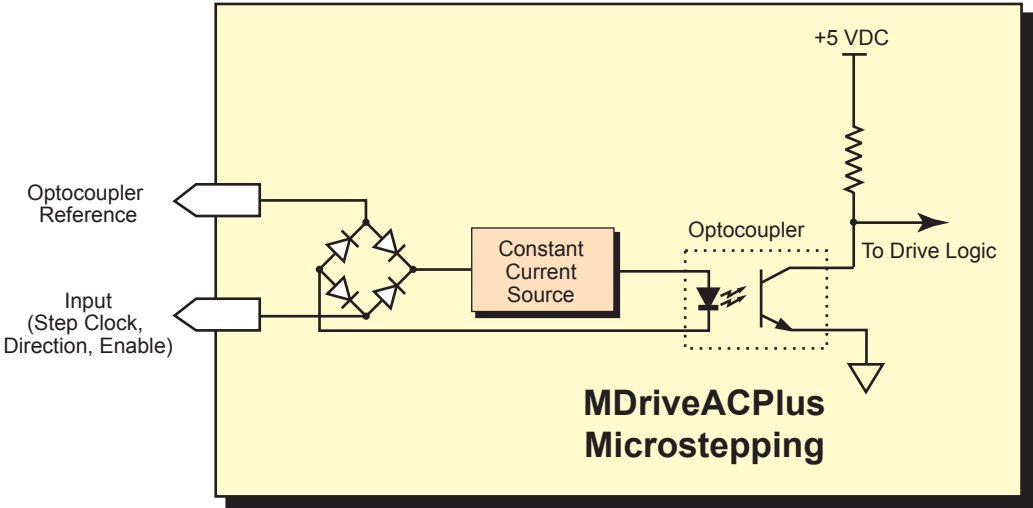 +5 VDC
Optocoupler
Reference
Optocoupler
To Drive Logic
Constant
Current
Source
Input
(Step Clock,
Direction, Enable)
MDriveACPlus
Microstepping